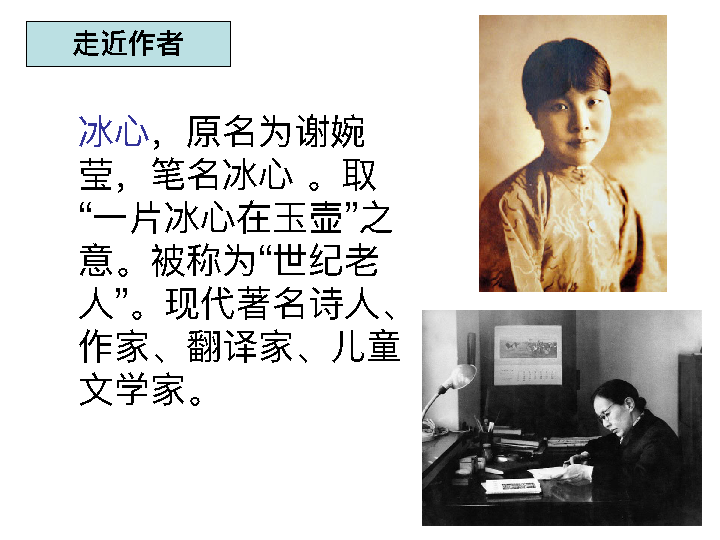 走近作者
冰心，原名为谢婉
莹，笔名冰心 。取
“一片冰心在玉壶”之
意。被称为“世纪老
人”。现代著名诗人、
作家、翻译家、儿童
文学家。